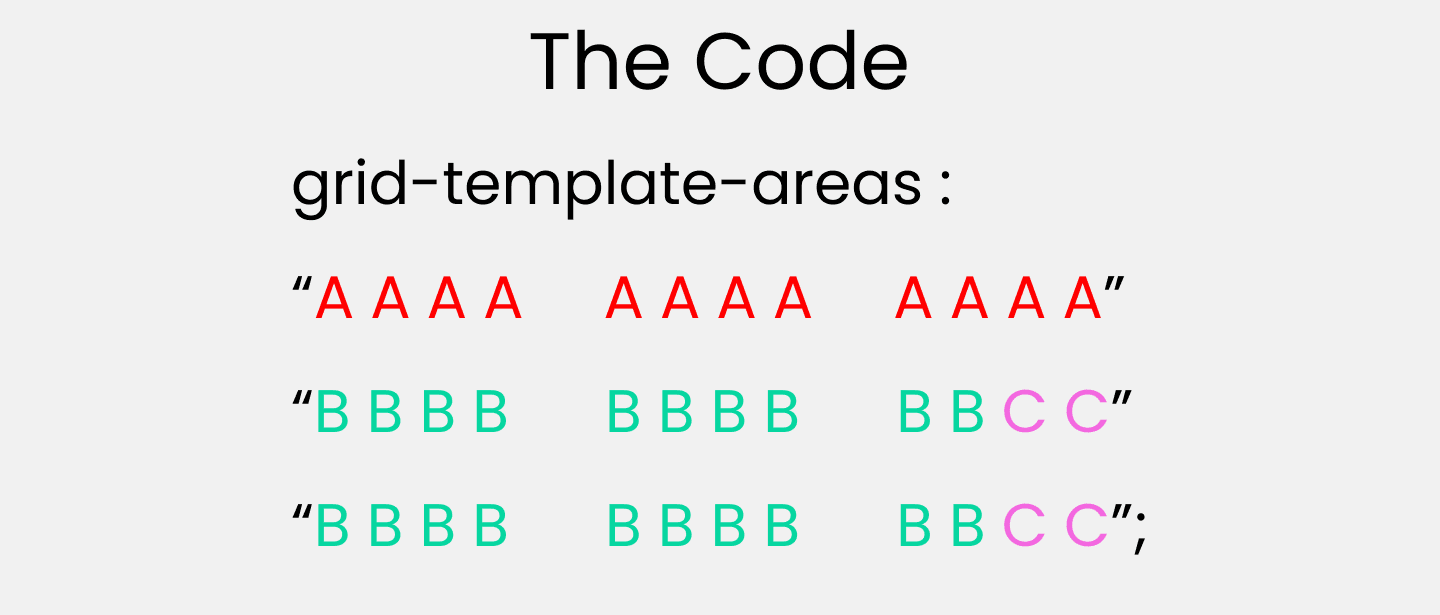 The Code
grid-template-areas :
“A A A A A A A A A A A A”
“B B B B B B B B B B C C”
“B B B B B B B B B B C C”;